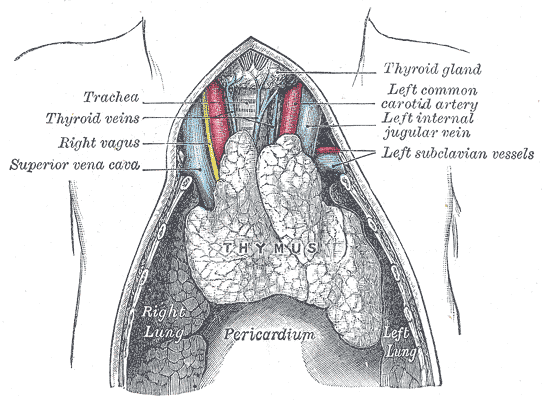 Thyroid gland
Trachea
Left common
carotid artery
Thyroid veins
Left internal
jugular vein
Right vagus
Left subclavian vessels
Superior vena cava
THYMUS
Right
Lung
Pericardium
Left
Lung